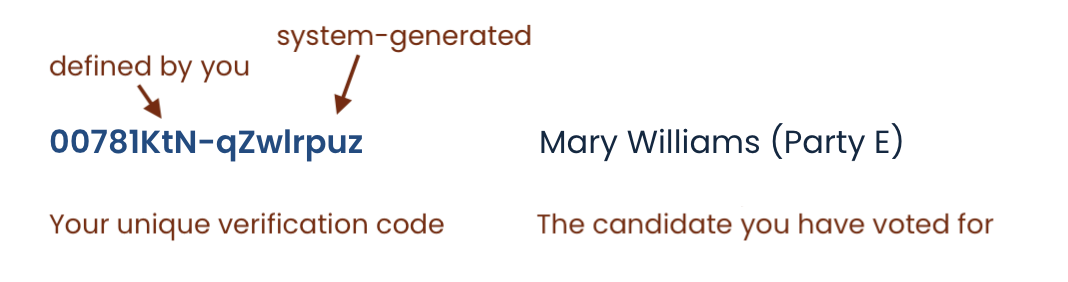 system-generated
defined by you
00781KtN-qZwlrpuz Mary Williams (Party E)
Your unique verification code The candidate you have voted for